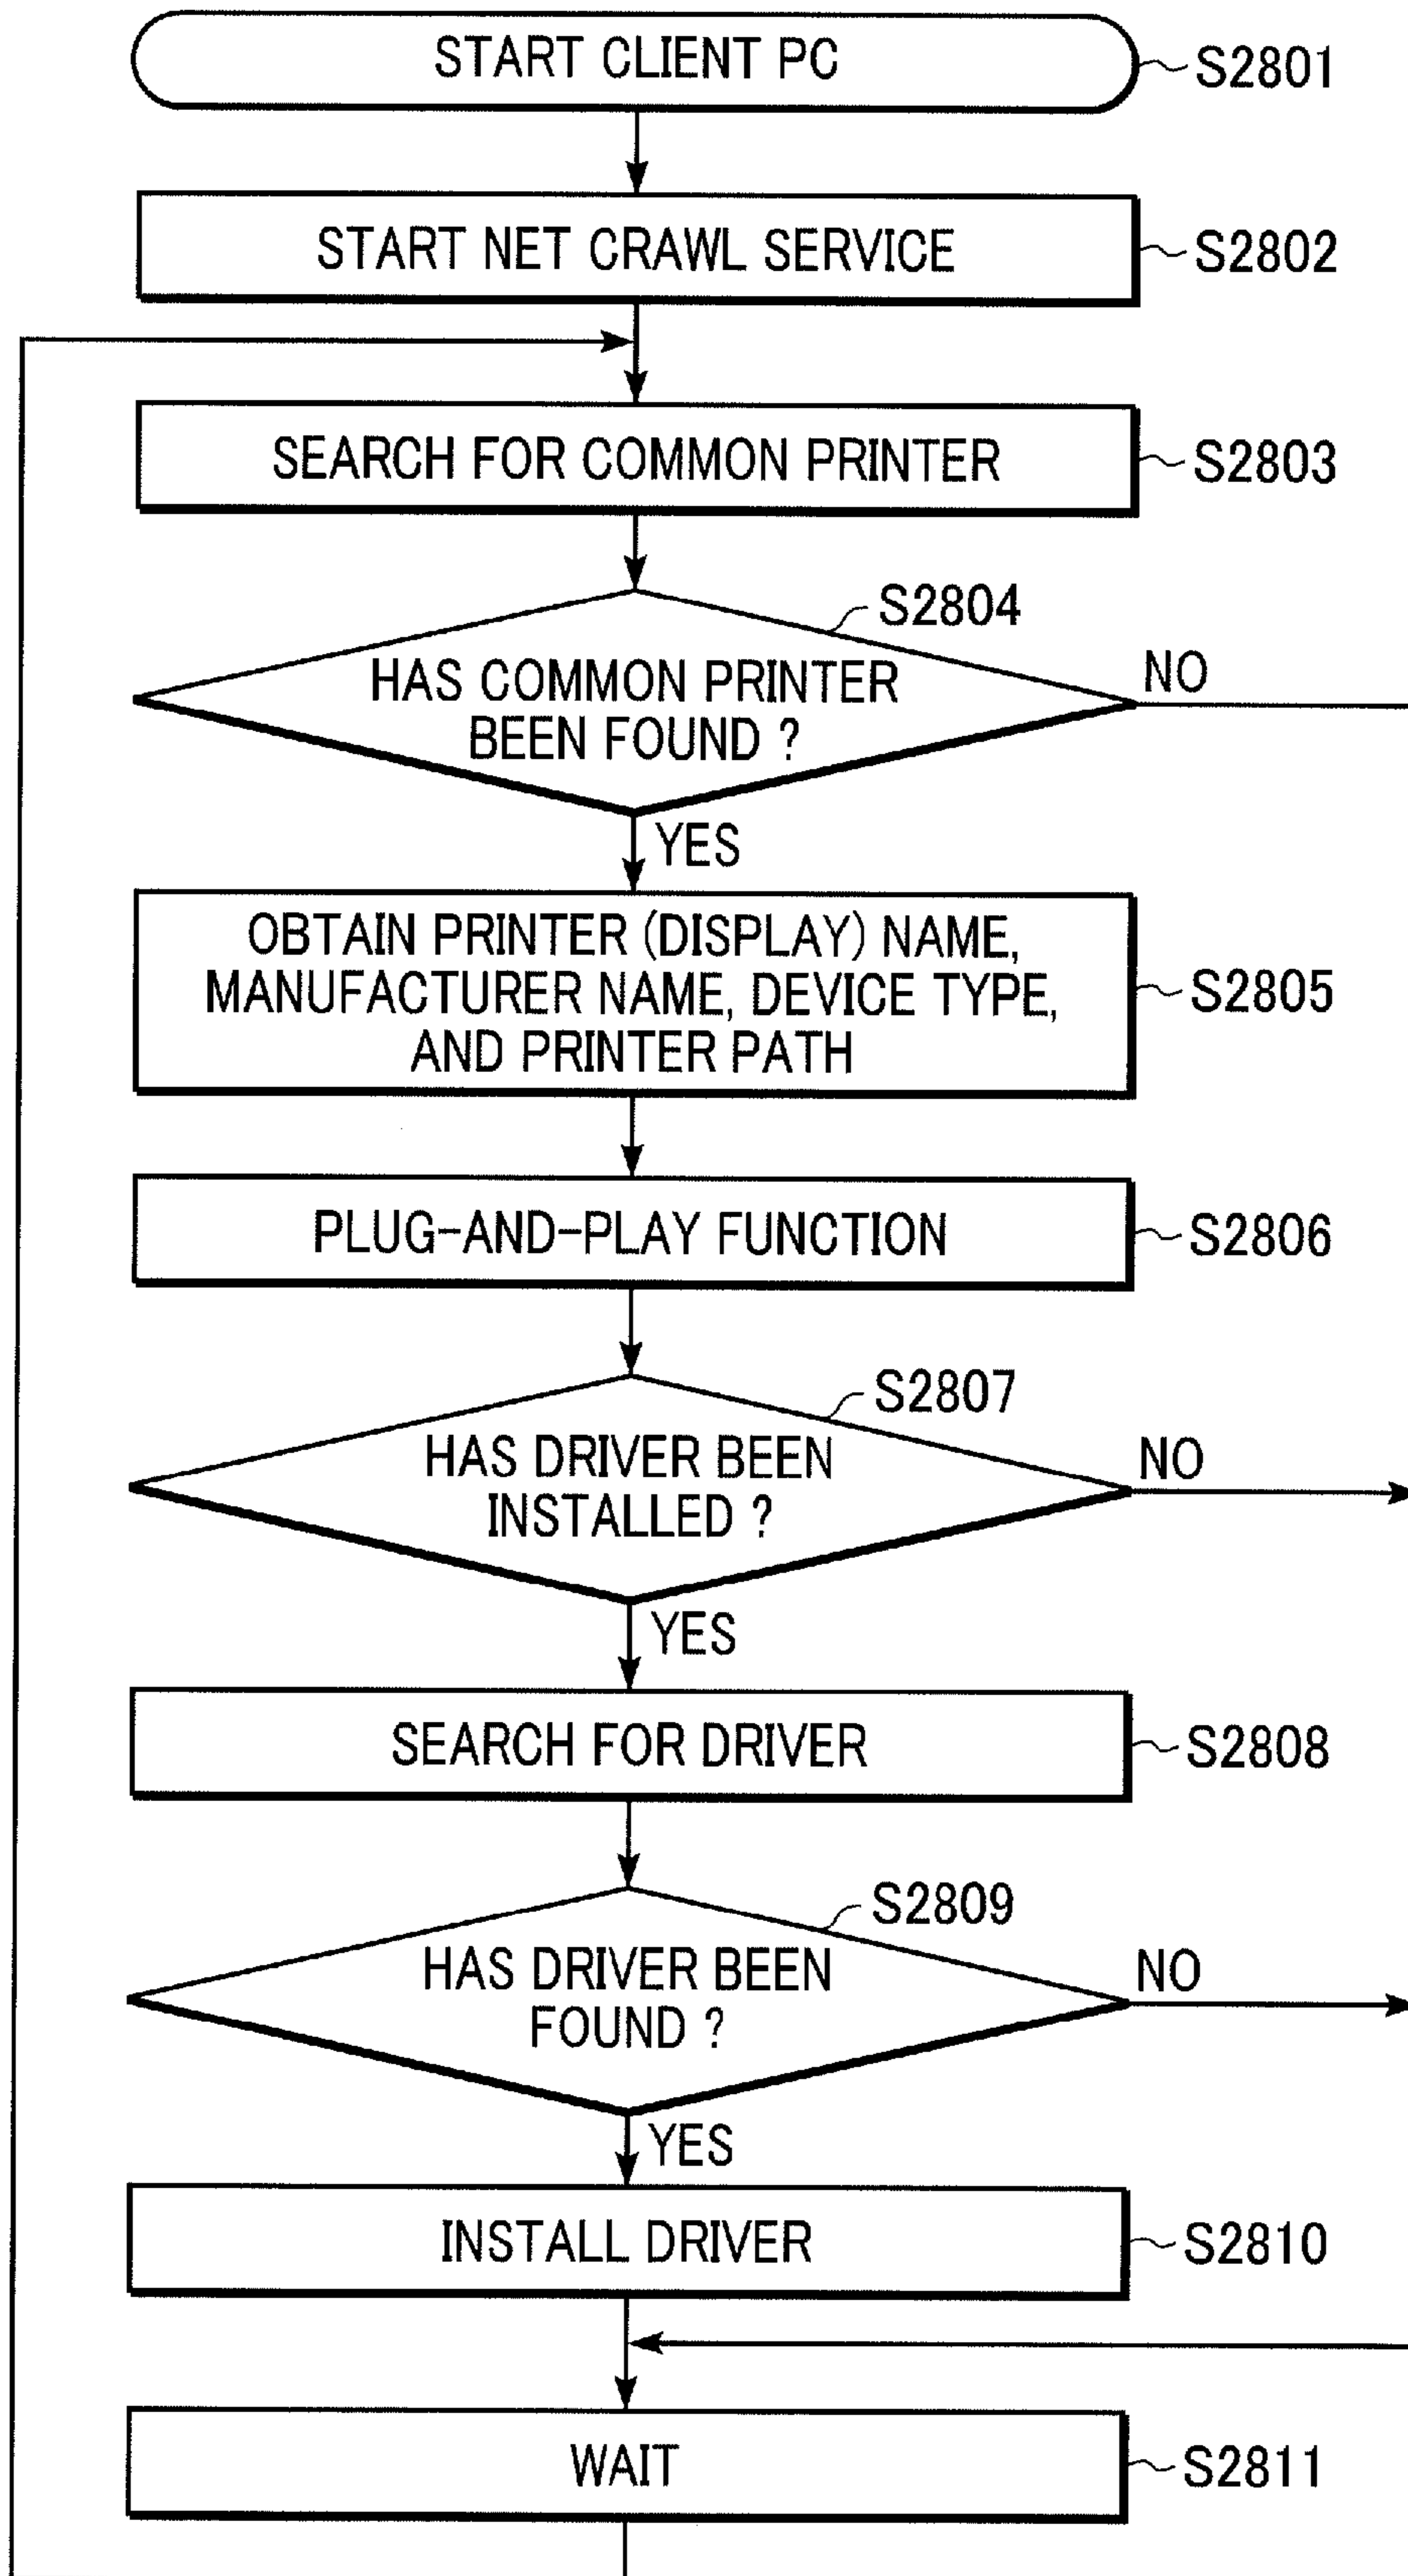 START CLIENT PC
S2801
START NET CRAWL SERVICE
S2802
SEARCH FOR COMMON PRINTER
S2803
S2804
HAS COMMON PRINTER
BEEN FOUND ?
NO
YES
OBTAIN PRINTER (DISPLAY) NAME,
MANUFACTURER NAME, DEVICE TYPE,
AND PRINTER PATH
S2805
PLUG-AND-PLAY FUNCTION
S2806
S2807
HAS DRIVER BEEN
INSTALLED ?
NO
YES
SEARCH FOR DRIVER
S2808
S2809
HAS DRIVER BEEN
FOUND ?
NO
YES
INSTALL DRIVER
S2810
WAIT
S2811